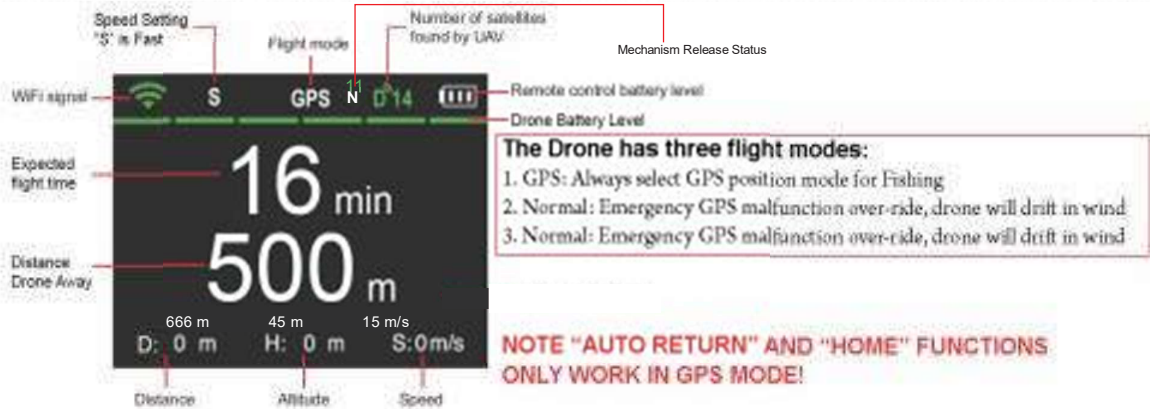 Speed Setting
"S" is Fast
Flight mode
Number of satellites
found by UAV
Mechanism Release Status
WiFi signal
S GPS N 11 D 14
Remote control battery level
Drone Battery Level
Expected
flight time
16 min
The Drone has three flight modes:
1. GPS: Always select GPS position mode for Fishing
2. Normal: Emergency GPS malfunction over-ride, drone will drift in wind
3. Normal: Emergency GPS malfunction over-ride, drone will drift in wind
Distance
Drone Away
500 m
666 m 45 m 15 m/s
D: 0 m H: 0 m S:0m/s
NOTE "AUTO RETURN" AND "HOME" FUNCTIONS
ONLY WORK IN GPS MODE!
Distance Altitude Speed